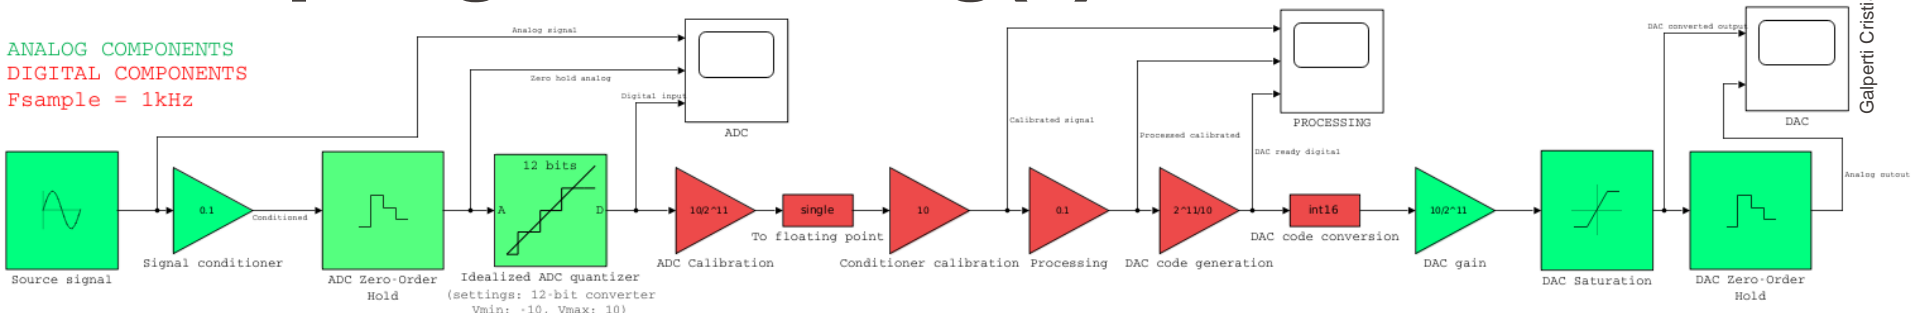 ANALOG COMPONENTS
DIGITAL COMPONENTS
Fsample = 1kHz
Analog signal
Zero hold analog
Digital input
ADC
Calibrated signal
Processed calibrated
DAC ready digital
PROCESSING
DAC converted output
DAC
Analog outout
Galperti Cristi
Source signal
0.1
Signal conditioner
Conditioned
ADC Zero-Order
Hold
12 bits
A
D
Idealized ADC quantizer
(settings: 12-bit converter
Vmin: -10, Vmax: 10)
10/2^11
ADC Calibration
single
To floating point
10
Conditioner calibration
0.1
Processing
2^11/10
DAC code generation
int16
DAC code conversion
10/2^11
DAC gain
DAC Saturation
DAC Zero-Order
Hold